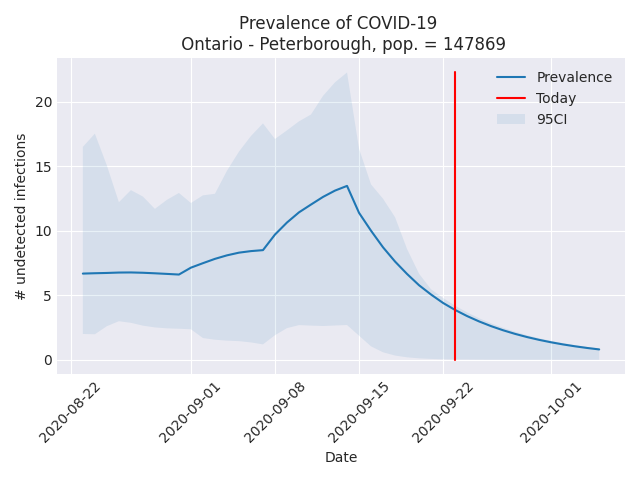 Prevalence of COVID-19
Ontario - Peterborough, pop. = 147869
Prevalence
Today
95CI
# undetected infections
20
15
10
5
0
2020-08-22
2020-09-01
2020-09-08
2020-09-15
2020-09-22
2020-10-01
Date